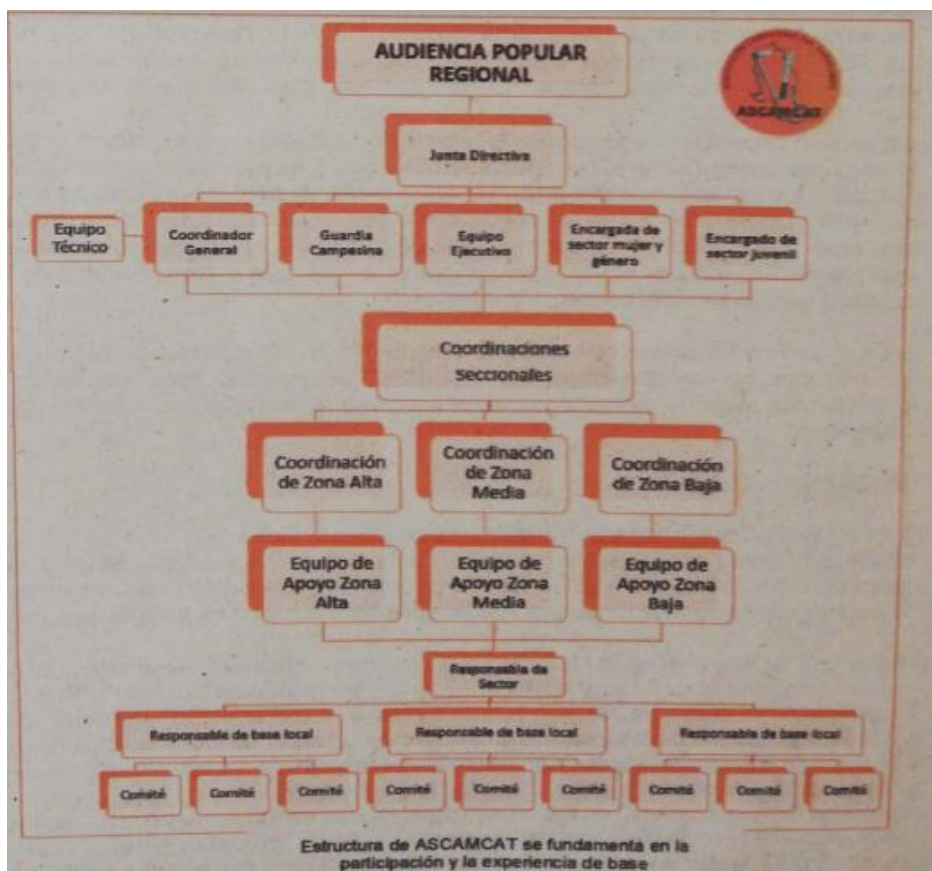 AUDIENCIA POPULAR
REGIONAL
ASCAMCAT
Junta Directiva
Equipo
Técnico
Coordinador
General
Guardia
Campesina
Equipo
Ejecutivo
Encargada de
sector mujer y
género
Encargado de
sector juvenil
Coordinaciones
Seccionales
Coordinación
de Zona Alta
Coordinación
de Zona
Media
Coordinación
de Zona Baja
Equipo de
Apoyo Zona
Alta
Equipo de
Apoyo Zona
Media
Equipo de
Apoyo Zona
Baja
Responsable de
Sector
Responsable de base local
Responsable de base local
Responsable de base local
Comité
Comité
Comité
Comité
Comité
Comité
Comité
Comité
Comité
Estructura de ASCAMCAT se fundamenta en la
participación y la experiencia de base